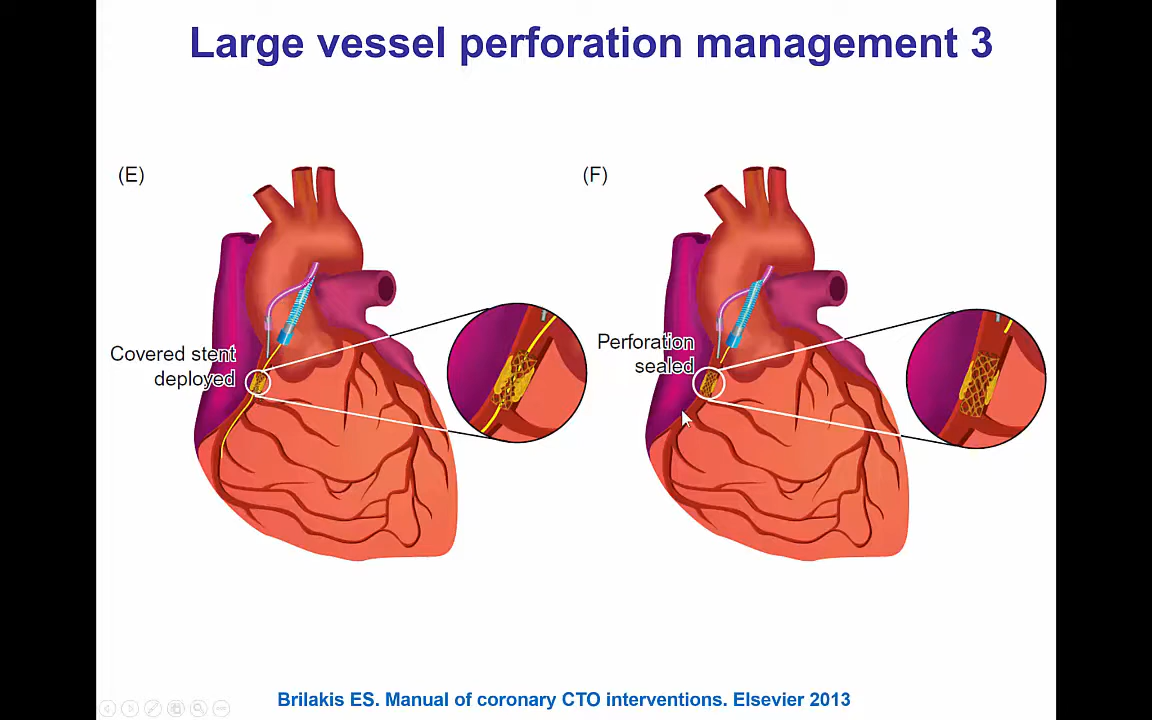 Large vessel perforation management 3
(E)
(F)
Covered stent
deployed
Perforation
sealed
Brilakis ES. Manual of coronary CTO interventions. Elsevier 2013